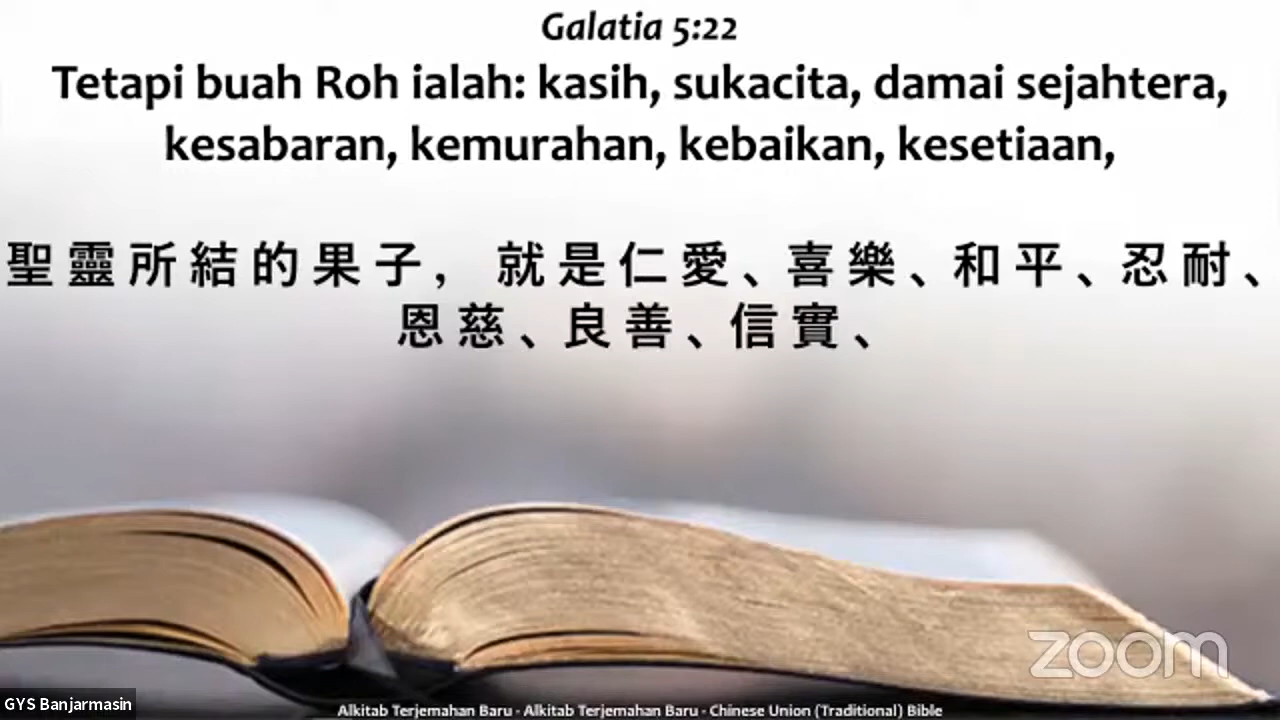 Galatia 5:22
Tetapi buah Roh ialah: kasih, sukacita, damai sejahtera,
kesabaran, kemurahan, kebaikan, kesetiaan,
聖靈所結的果子，就是仁愛、喜樂、和平、忍耐、
恩慈、良善、信實、
zoom
GYS Banjarmasin
Alkitab Terjemahan Baru - Alkitab Terjemahan Baru - Chinese Union (Traditional) Bible